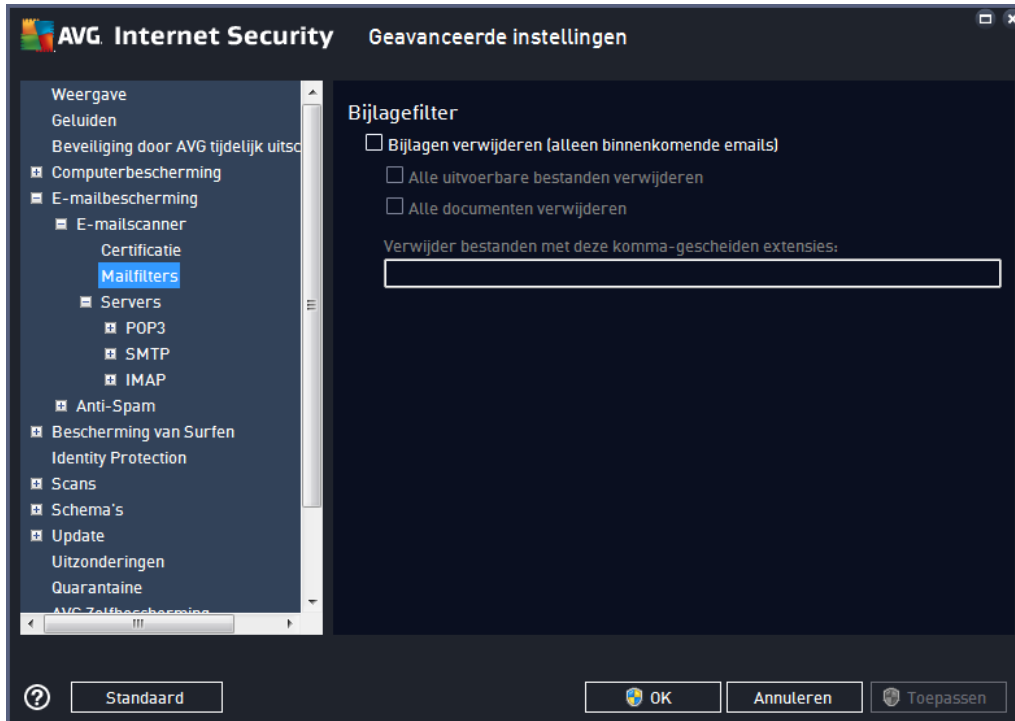 AVG. Internet Security Geavanceerde instellingen
Weergave
Geluiden
Beveiliging door AVG tijdelijk uitsc
Computerbescherming
E-mailbescherming
E-mailscanner
Certificatie
Mailfilters
Servers
POP3
SMTP
IMAP
Anti-Spam
Bescherming van Surfen
Identity Protection
Scans
Schema's
Update
Uitzonderingen
Quarantaine
AVG Zelfbescherming
Bijlagefilter
Bijlagen verwijderen (alleen binnenkomende emails)
Alle uitvoerbare bestanden verwijderen
Alle documenten verwijderen
Verwijder bestanden met deze komma-gescheiden extensies:
? Standaard OK Annuleren Toepassen